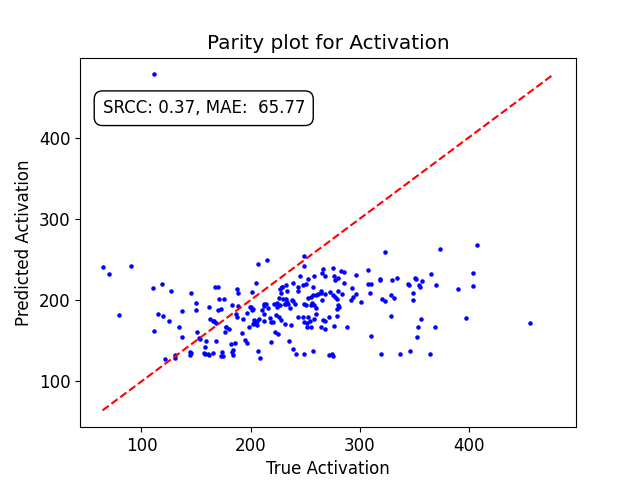 Parity plot for Activation
SRCC: 0.37, MAE:  65.77
Predicted Activation
400
300
200
100
100 200 300 400
True Activation